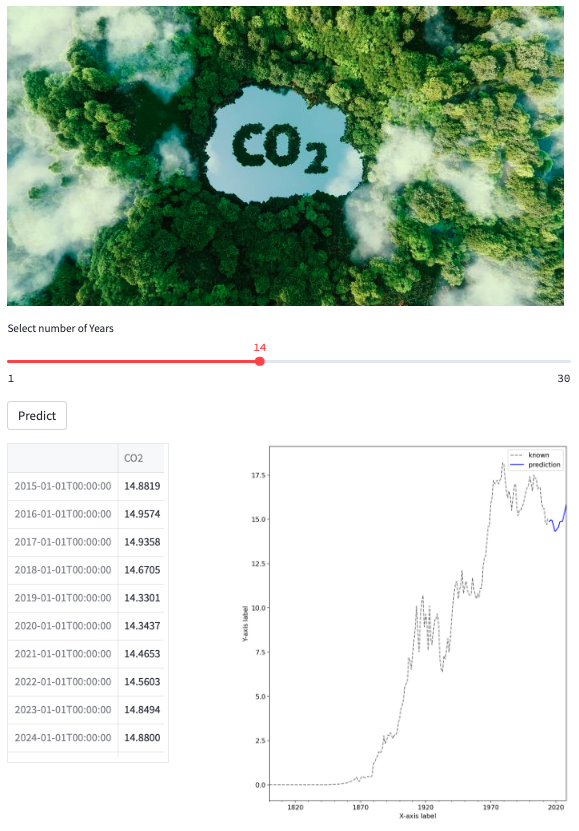 CO2
Select number of Years
14
1 30
Predict
CO2
2015-01-01T00:00:00 14.8819
2016-01-01T00:00:00 14.9574
2017-01-01T00:00:00 14.9358
2018-01-01T00:00:00 14.6705
2019-01-01T00:00:00 14.3301
2020-01-01T00:00:00 14.3437
2021-01-01T00:00:00 14.4653
2022-01-01T00:00:00 14.5603
2023-01-01T00:00:00 14.8494
2024-01-01T00:00:00 14.8800
known
prediction
17.5
15.0
12.5
10.0
7.5
5.0
2.5
0.0
Y-axis label
1820 1870 1920 1970 2020
X-axis label